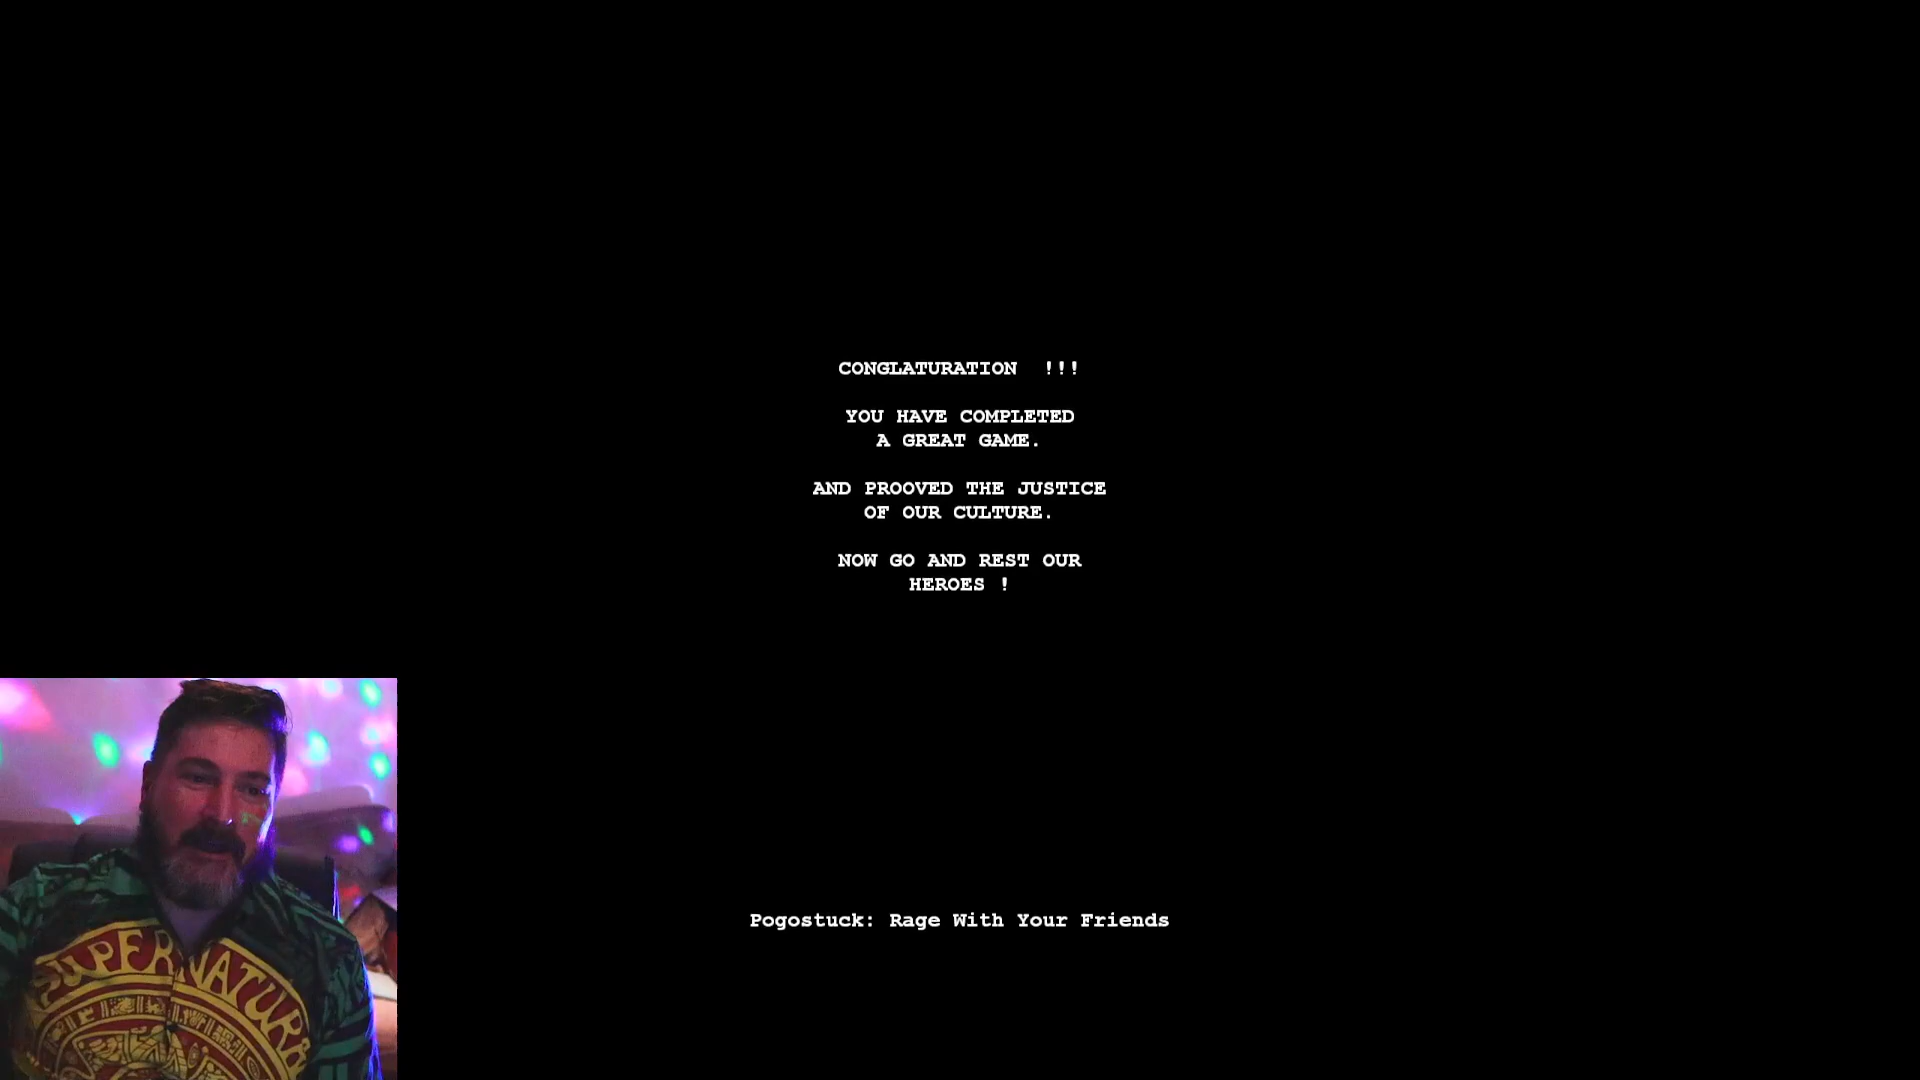 CONGLATURATION !!!
YOU HAVE COMPLETED
A GREAT GAME.
AND PROOVED THE JUSTICE
OF OUR CULTURE.
NOW GO AND REST OUR
HEROES !
SUPERNATURA
Pogostuck: Rage With Your Friends